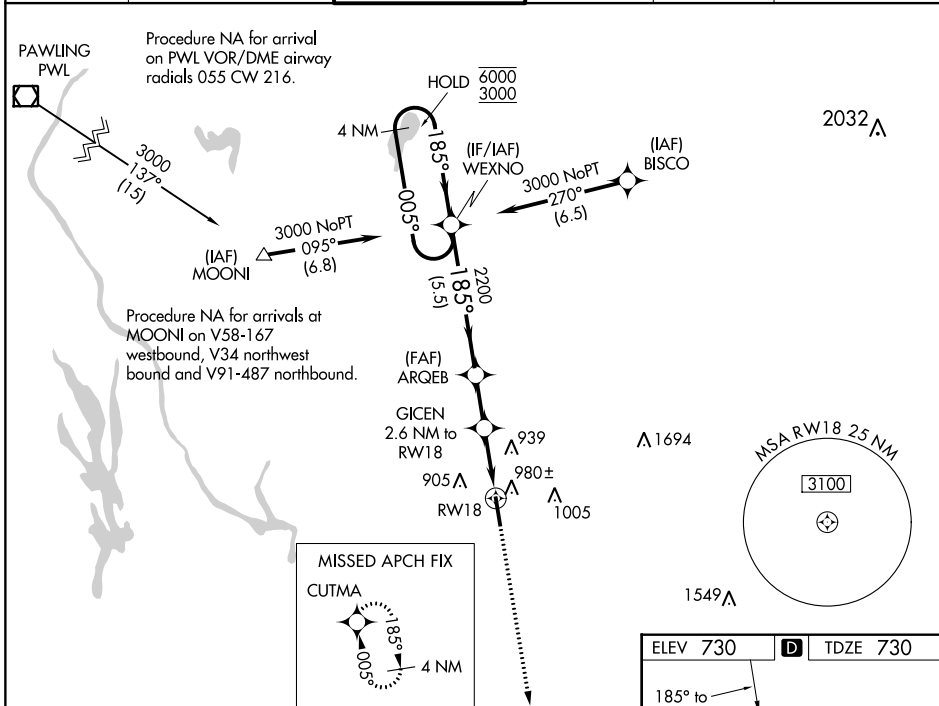 Procedure NA for arrival
on PWL VOR/DME airway
radials 055 CW 216.
PAWLING
PWL
3000
137°
(15)
HOLD 6000
3000
4 NM
185°
005°
(IF/IAF)
WEXNO
(IAF)
BISCO
3000 NoPT
270°
(6.5)
2032
3000 NoPT
095°
(6.8)
(IAF)
MOONI
2200
185°
(5.5)
Procedure NA for arrivals at
MOONI on V58-167
westbound, V34 northwest
bound and V91-487 northbound.
(FAF)
ARQEB
GICEN
2.6 NM to
RW18
939
1694
905
980±
RW18
1005
MSA RW18 25 NM
3100
1549
MISSED APCH FIX
CUTMA
185°
005°
4 NM
ELEV 730 D TDZE 730
185° to